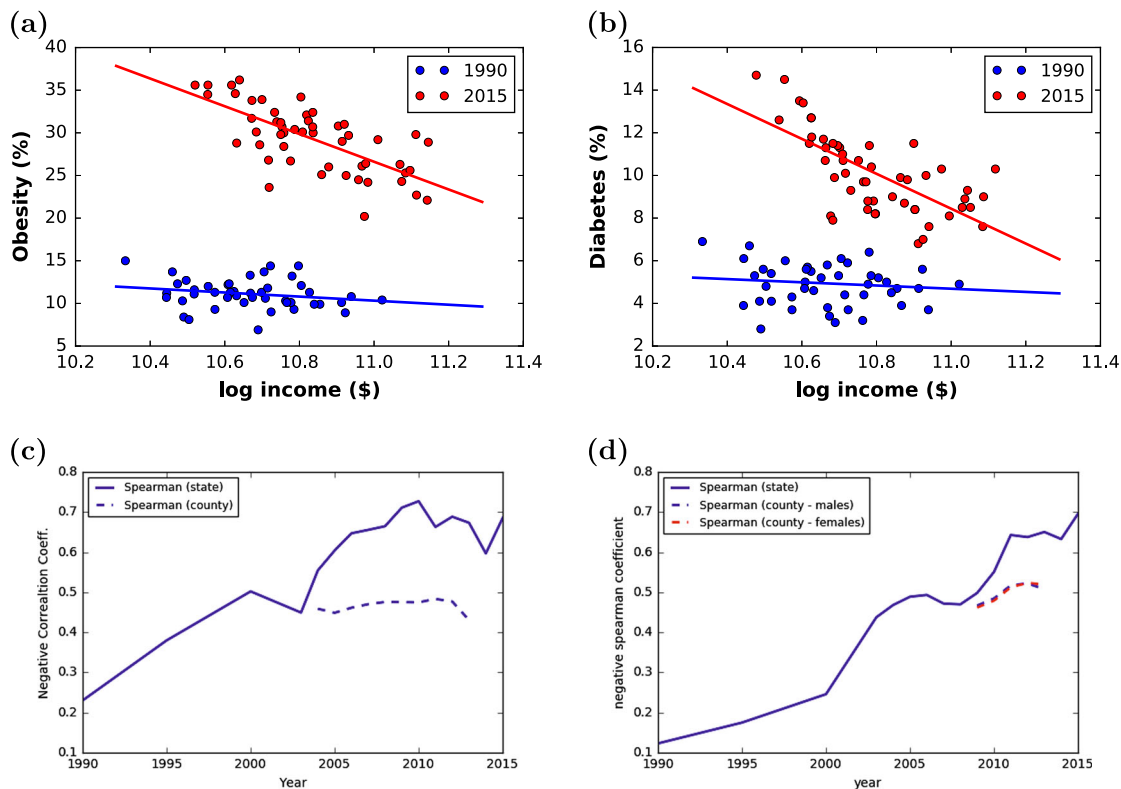 (a)
40
35
30
25
20
15
10
5
Obesity (%)
1990
2015
10.2 10.4 10.6 10.8 11.0 11.2 11.4
log income ($)
(b)
16
14
12
10
8
6
4
2
Diabetes (%)
1990
2015
10.2 10.4 10.6 10.8 11.0 11.2 11.4
log income ($)
(c)
0.8
0.7
0.6
0.5
0.4
0.3
0.2
0.1
Negative Correaltion Coeff.
Spearman (state)
Spearman (county)
1990 1995 2000 2005 2010 2015
Year
(d)
0.8
0.7
0.6
0.5
0.4
0.3
0.2
0.1
negative spearman coefficient
Spearman (state)
Spearman (county - males)
Spearman (county - females)
1990 1995 2000 2005 2010 2015
year